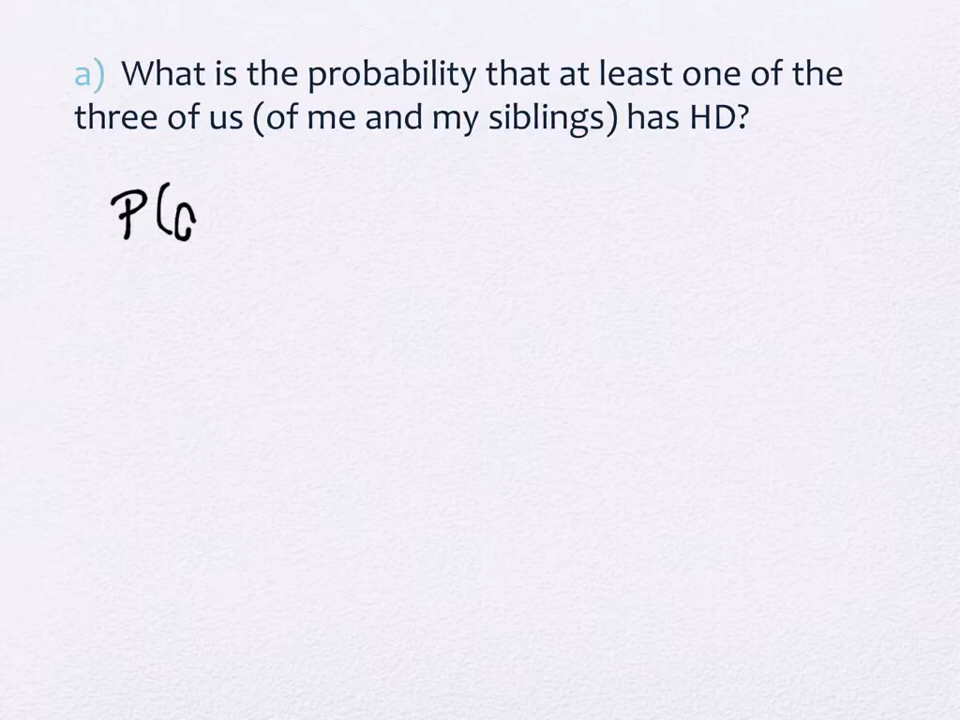 a) What is the probability that at least one of the
three of us (of me and my siblings) has HD?
P(a